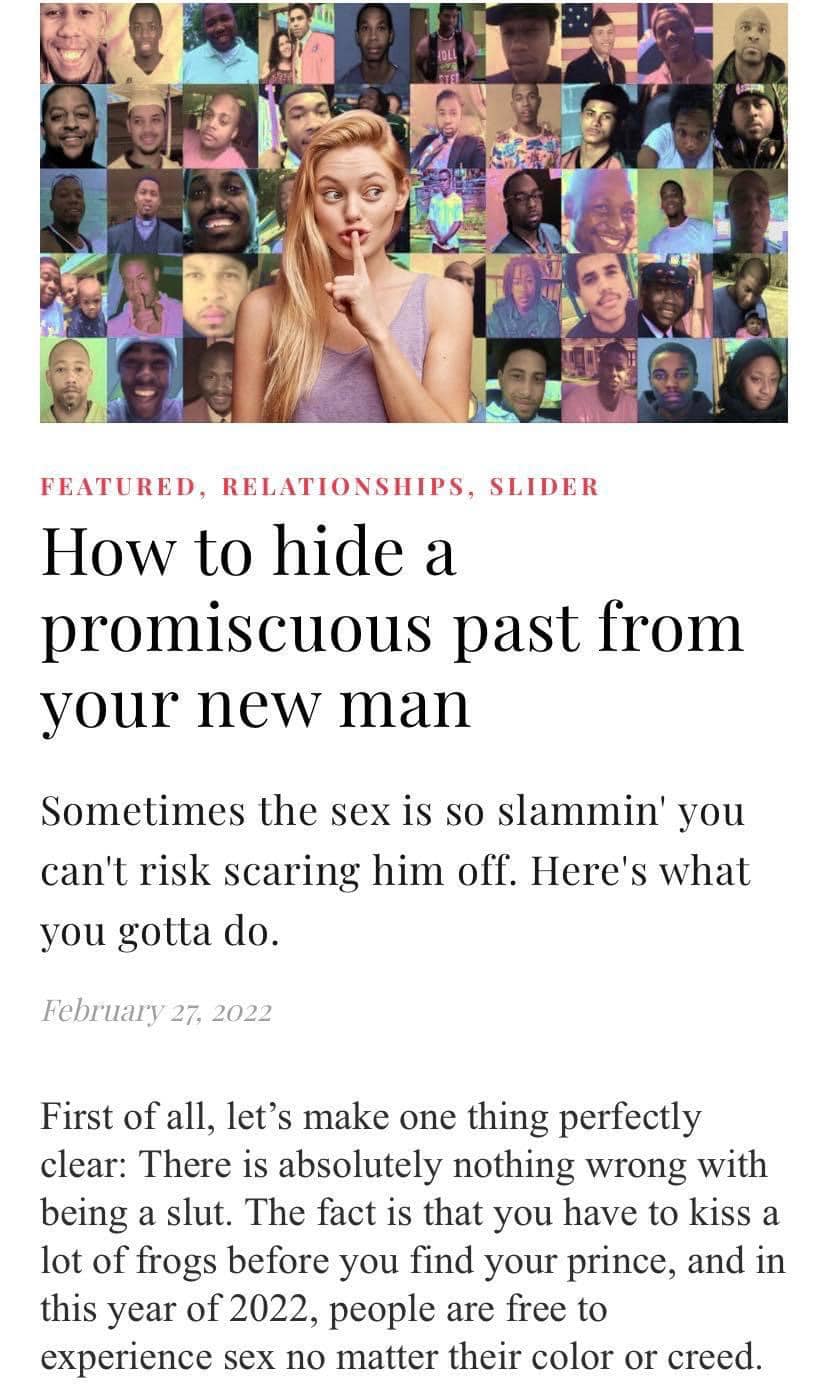 HOLL
STE
FEATURED, RELATIONSHIPS, SLIDER
How to hide a
promiscuous past from
your new man
Sometimes the sex is so slammin' you
can't risk scaring him off. Here's what
you gotta do.
February 27, 2022
First of all, let’s make one thing perfectly
clear: There is absolutely nothing wrong with
being a slut. The fact is that you have to kiss a
lot of frogs before you find your prince, and in
this year of 2022, people are free to
experience sex no matter their color or creed.